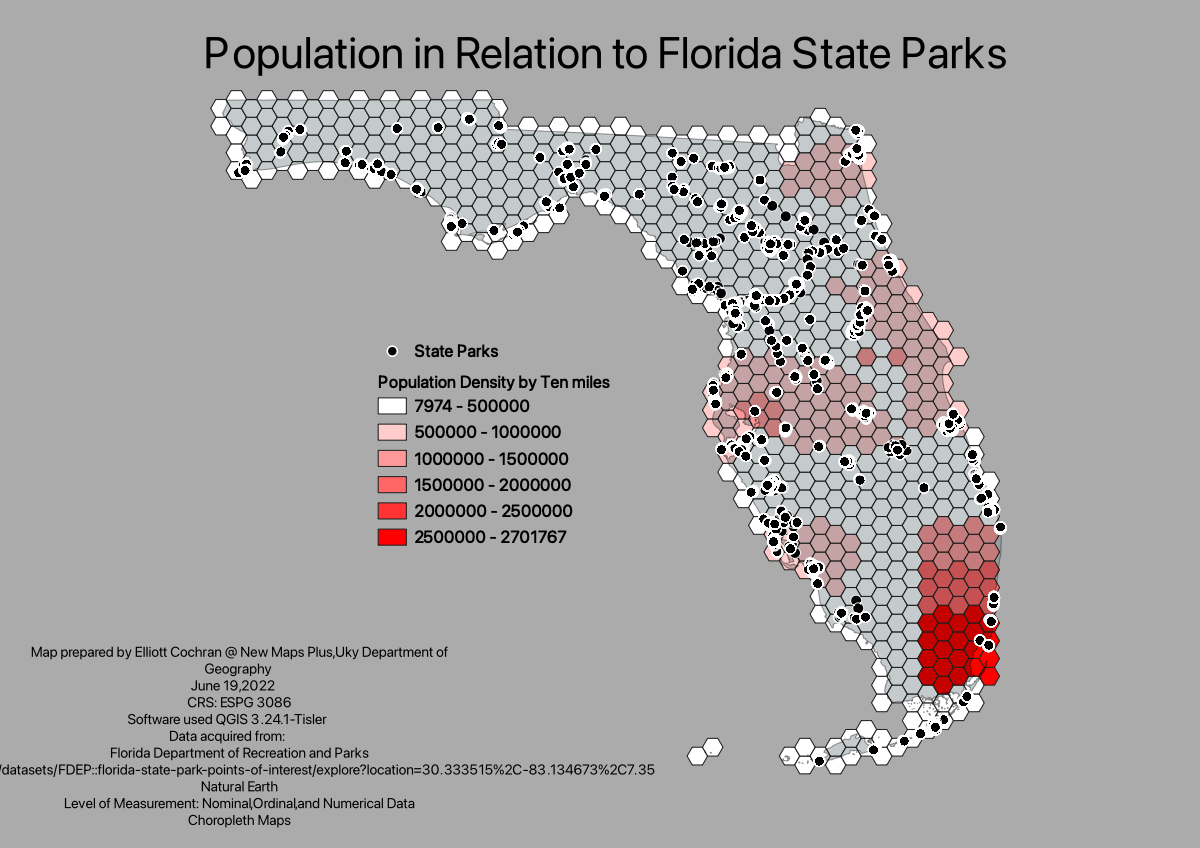 Population in Relation to Florida State Parks
State Parks
Population Density by Ten miles
7974 - 500000
500000 - 1000000
1000000 - 1500000
1500000 - 2000000
2000000 - 2500000
2500000 - 2701767
Map prepared by Elliott Cochran @ New Maps Plus,Uky Department of
Geography
June 19,2022
CRS: ESPG 3086
Software used QGIS 3.24.1-Tisler
Data acquired from:
Florida Department of Recreation and Parks
/datasets/FDEP::florida-state-park-points-of-interest/explore?location=30.333515%2C-83.134673%2C7.35
Natural Earth
Level of Measurement: Nominal,Ordinal,and Numerical Data
Choropleth Maps